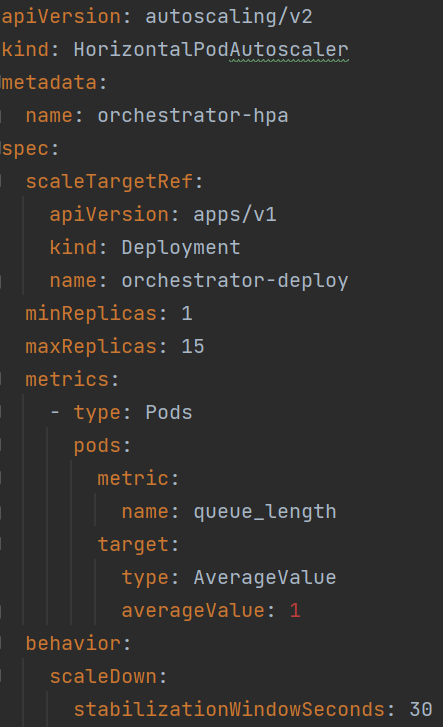 apiVersion: autoscaling/v2
kind: HorizontalPodAutoscaler
metadata:
  name: orchestrator-hpa
spec:
  scaleTargetRef:
    apiVersion: apps/v1
    kind: Deployment
    name: orchestrator-deploy
  minReplicas: 1
  maxReplicas: 15
  metrics:
    - type: Pods
      pods:
        metric:
          name: queue_length
        target:
          type: AverageValue
          averageValue: 1
  behavior:
    scaleDown:
      stabilizationWindowSeconds: 30